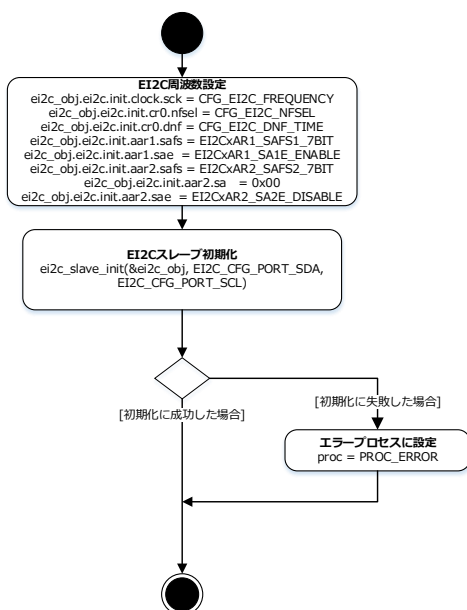 EI2C周波数設定
ei2c_obj.ei2c.init.clock.sck = CFG_EI2C_FREQUENCY
ei2c_obj.ei2c.init.cr0.nfsel = CFG_EI2C_NFSEL
ei2c_obj.ei2c.init.cr0.dnf = CFG_EI2C_DNF_TIME
ei2c_obj.ei2c.init.aar1.safs = EI2CxAR1_SAFS1_7BIT
ei2c_obj.ei2c.init.aar1.sae = EI2CxAR1_SA1E_ENABLE
ei2c_obj.ei2c.init.aar2.safs = EI2CxAR2_SAFS2_7BIT
ei2c_obj.ei2c.init.aar2.sa = 0x00
ei2c_obj.ei2c.init.aar2.sae = EI2CxAR2_SA2E_DISABLE
EI2Cスレーブ初期化
ei2c_slave_init(&ei2c_obj, EI2C_CFG_PORT_SDA,
EI2C_CFG_PORT_SCL)
[初期化に失敗した場合]
[初期化に成功した場合]
エラープロセスに設定
proc = PROC_ERROR